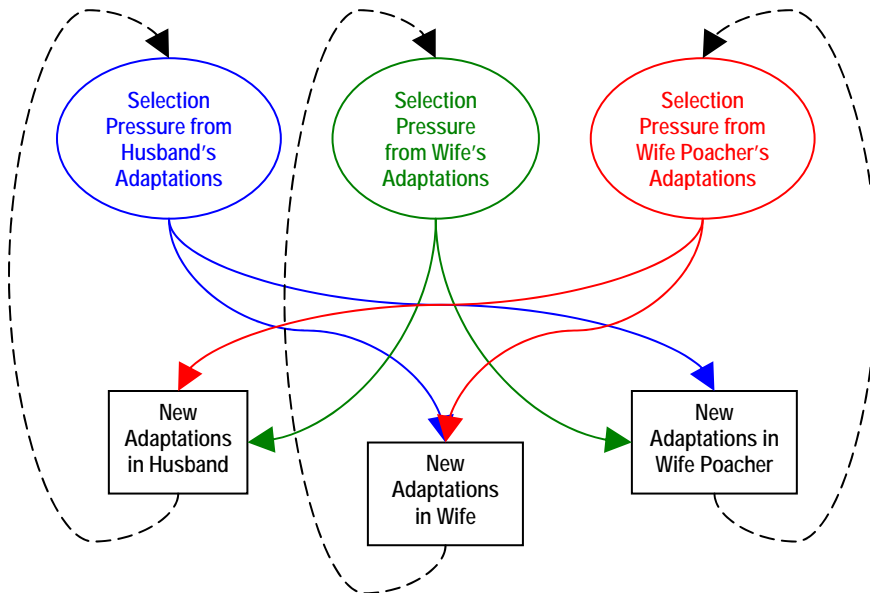 Selection
Pressure from
Husband's
Adaptations
Selection
Pressure
from Wife's
Adaptations
Selection
Pressure from
Wife Poacher's
Adaptations
New
Adaptations
in Husband
New
Adaptations
in Wife
New
Adaptations in
Wife Poacher